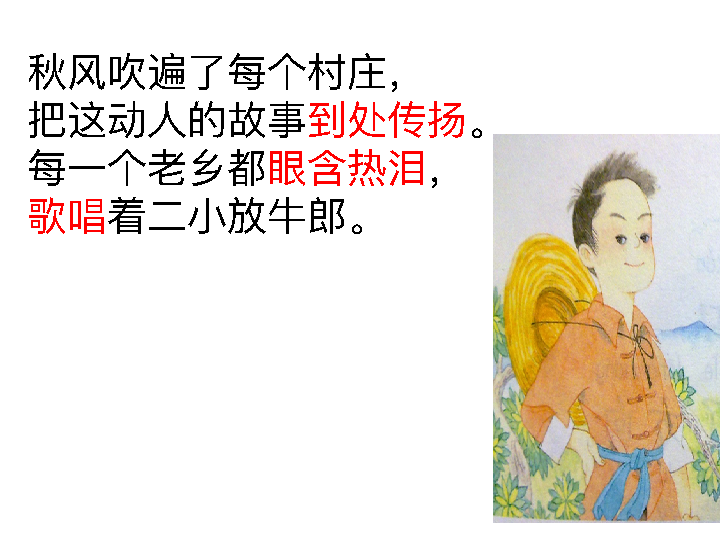 秋风吹遍了每个村庄，
把这动人的故事到处传扬。
每一个老乡都眼含热泪，
歌唱着二小放牛郎。